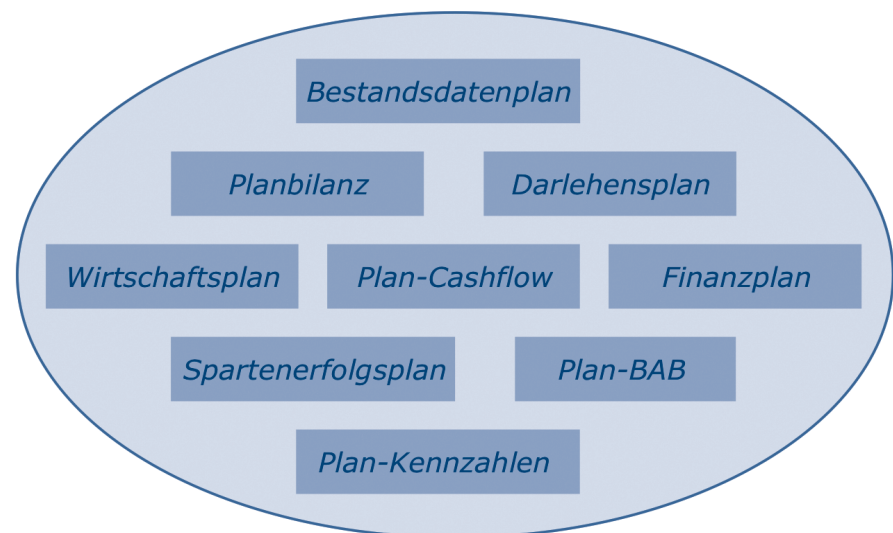 Bestandsdatenplan
Planbilanz
Darlehensplan
Wirtschaftsplan
Plan-Cashflow
Finanzplan
Spartenerfolgsplan
Plan-BAB
Plan-Kennzahlen